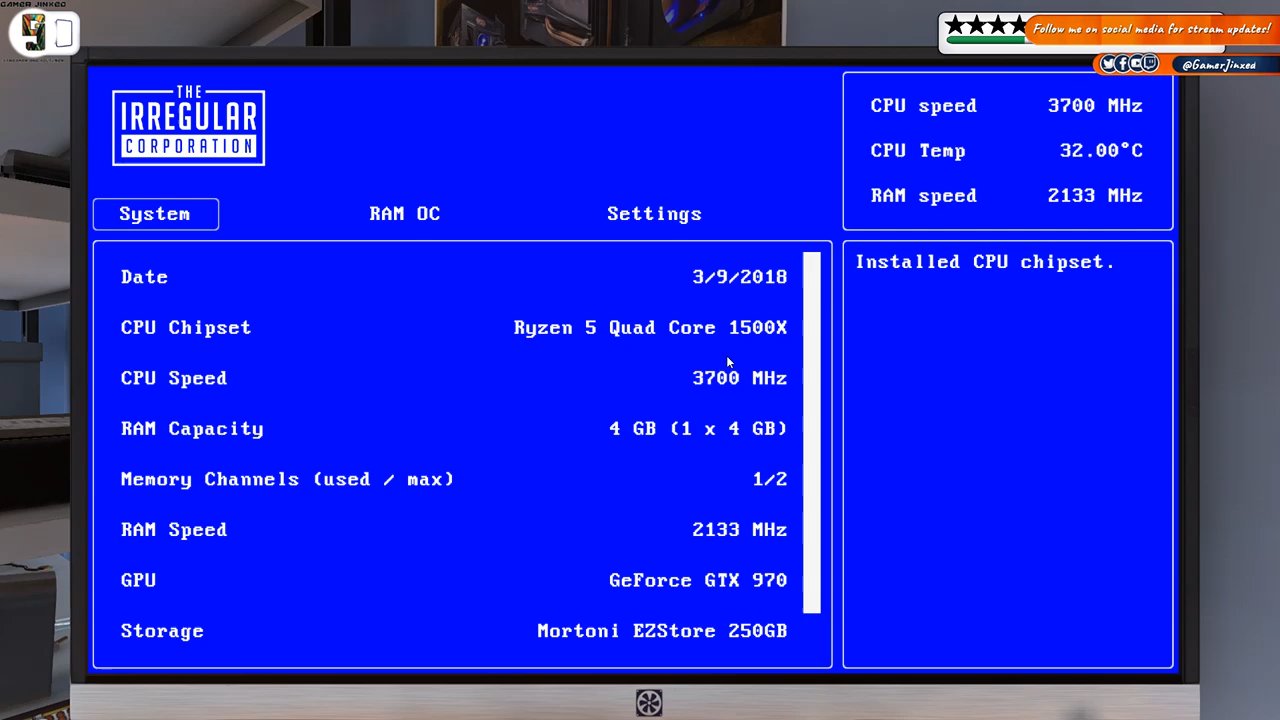 GAMER JINXED
Follow me on social media for stream updates!
@GamerJinxed
THE
IRREGULAR
CORPORATION
CPU speed 3700 MHz
CPU Temp 32.00°C
RAM speed 2133 MHz
System RAM OC Settings
Date 3/9/2018
CPU Chipset Ryzen 5 Quad Core 1500X
CPU Speed 3700 MHz
RAM Capacity 4 GB (1 x 4 GB)
Memory Channels (used / max) 1/2
RAM Speed 2133 MHz
GPU GeForce GTX 970
Storage Mortoni EZStore 250GB
Installed CPU chipset.